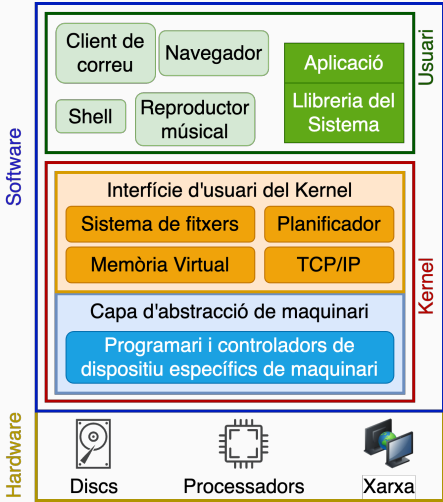 Client de
correu
Navegador
Aplicació
Shell
Reproductor
músical
Llibreria del
Sistema
Usuari
Software
Interfície d'usuari del Kernel
Sistema de fitxers
Planificador
Memòria Virtual
TCP/IP
Capa d'abstracció de maquinari
Programari i controladors de
dispositiu específics de maquinari
Kernel
Hardware
Discs
Processadors
Xarxa